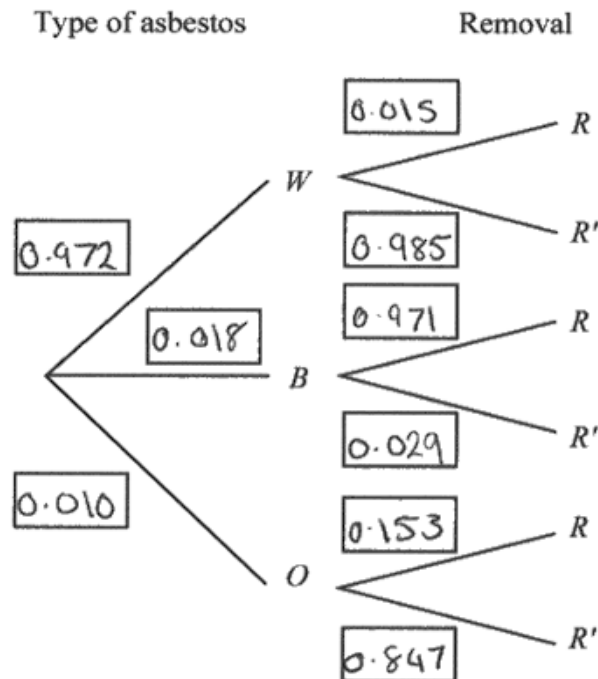 Type of asbestos Removal
0.015 R
W
0.972 0.985 R'
0.971 R
0.018
B
0.029 R'
0.010 0.153 R
O
0.847 R'